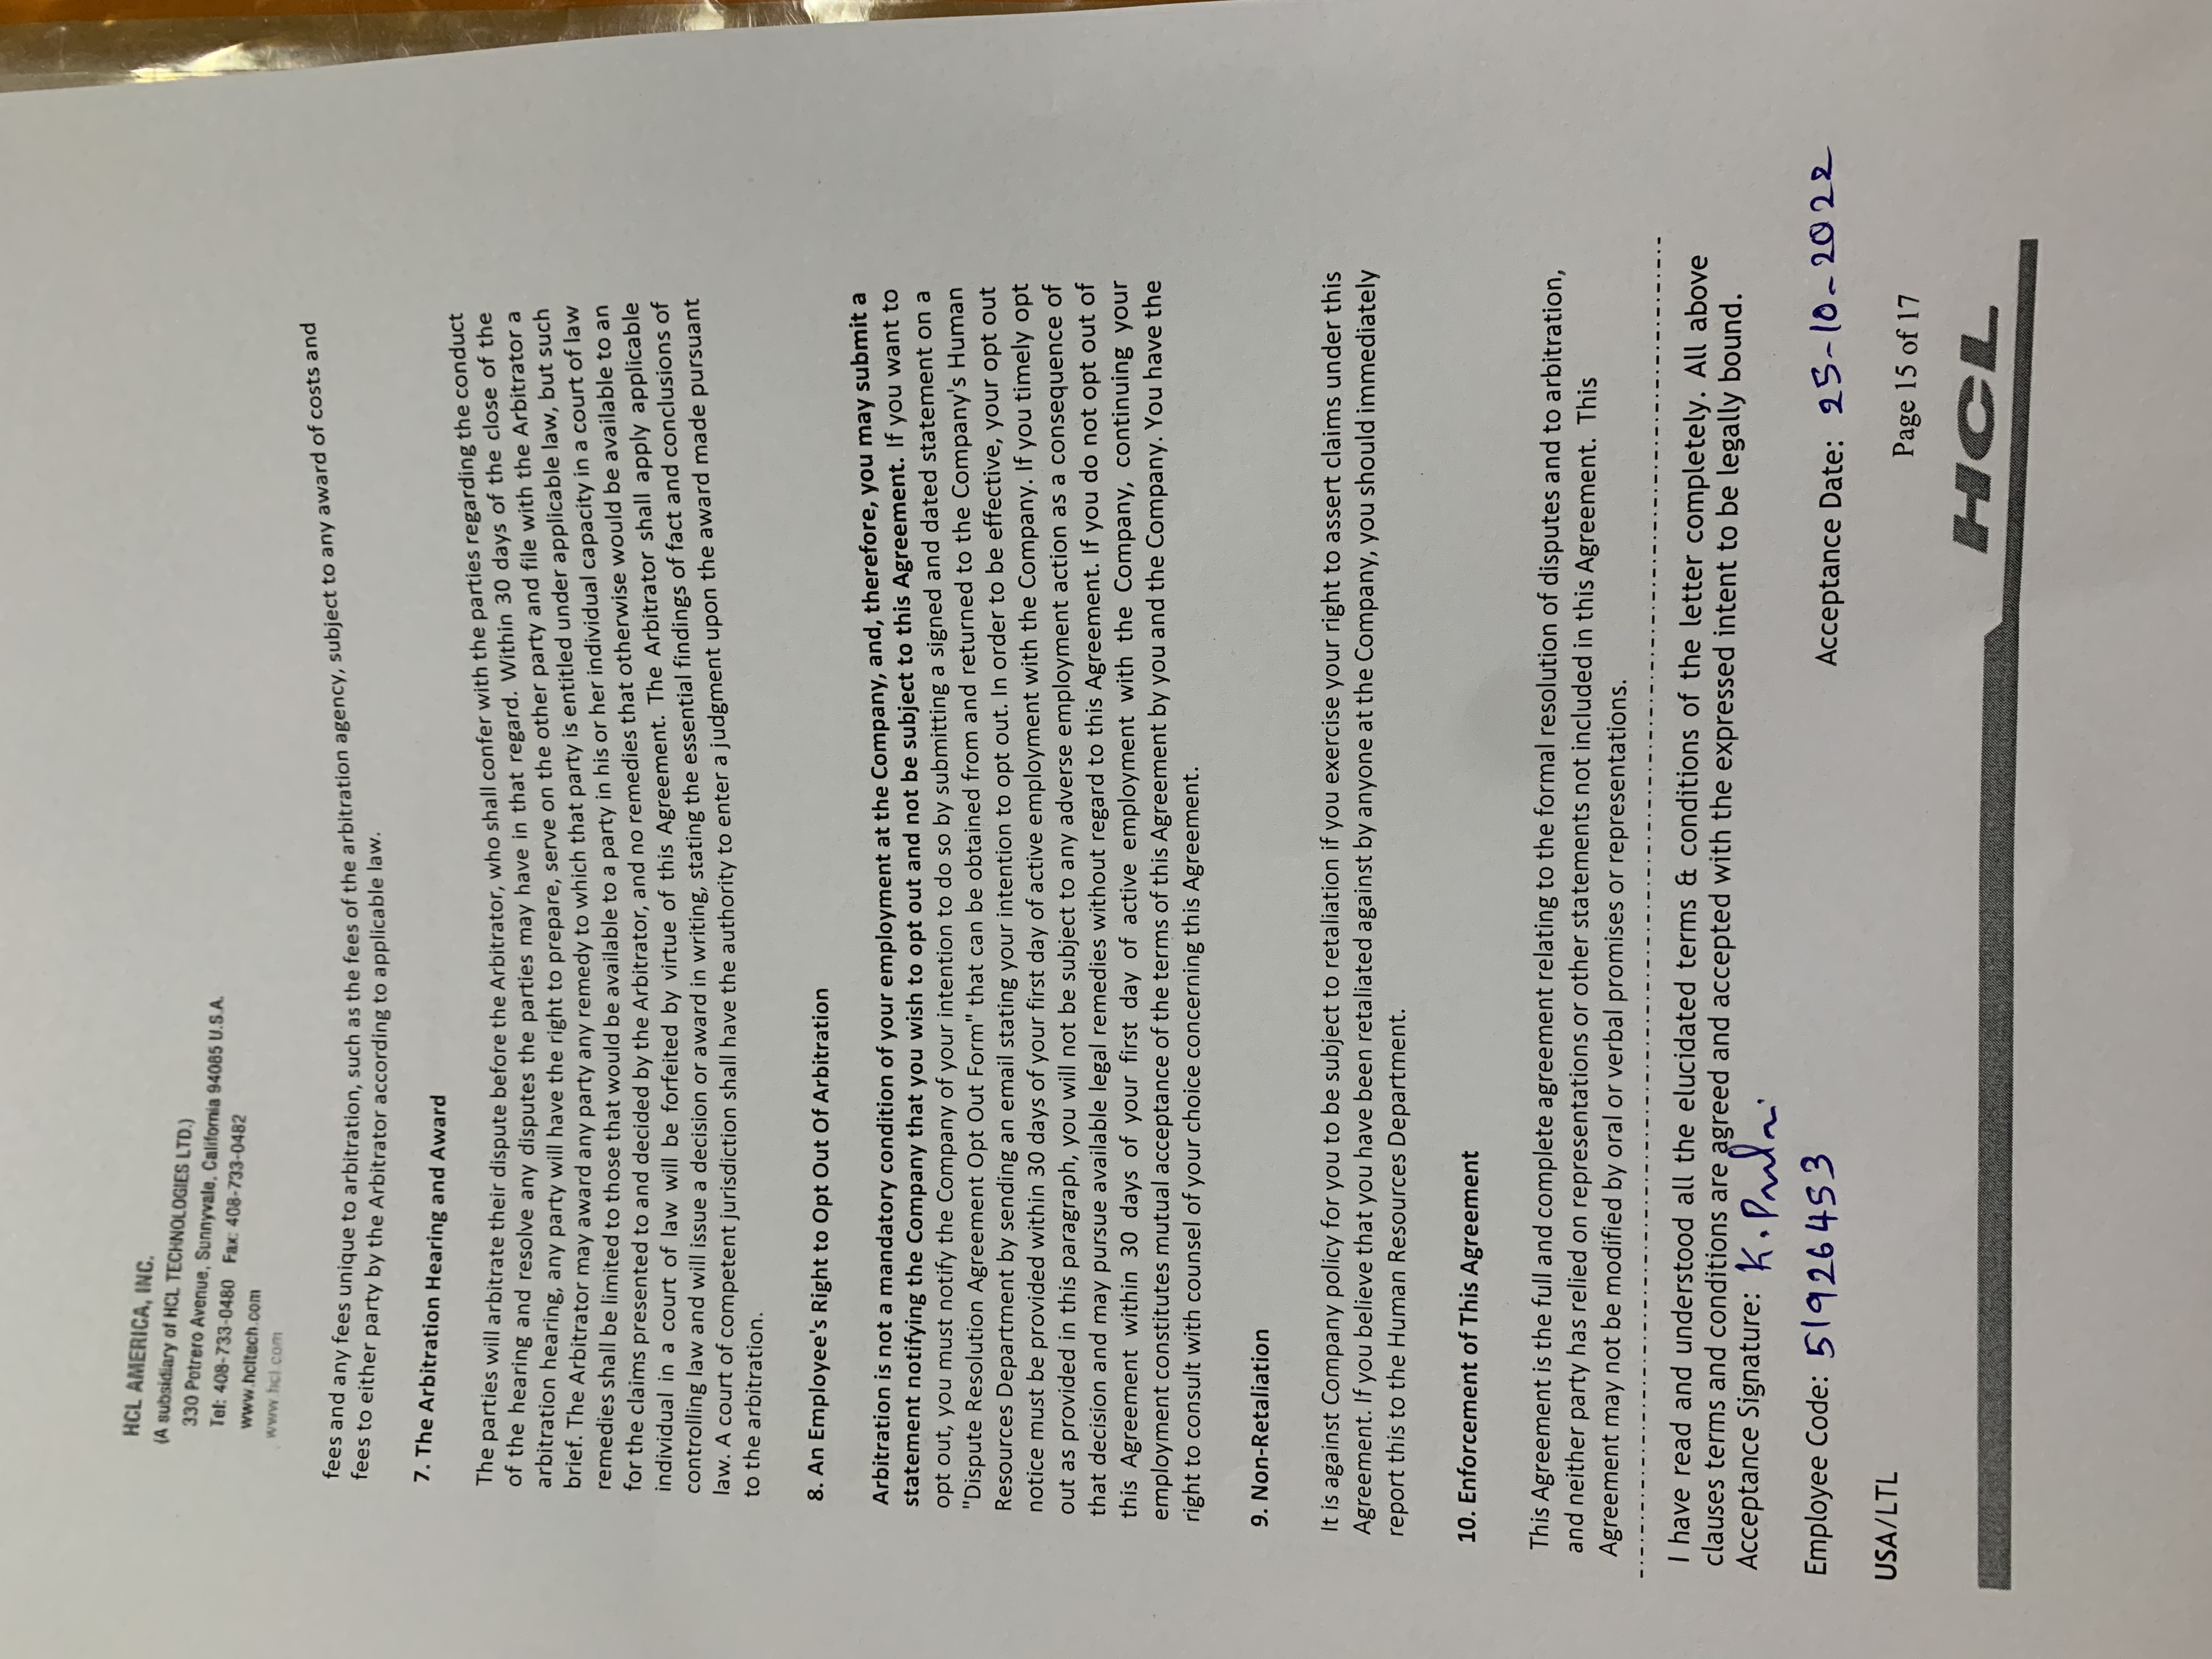 HCL AMERICA, INC.
(A subsidiary of HCL TECHNOLOGIES LTD.)
330 Potrero Avenue, Sunnyvale, California 94085 U.S.A.
Tel: 408-733-0480 Fax: 408-733-0482
www.hcltech.com
www.hcl.com
fees and any fees unique to arbitration, such as the fees of the arbitration agency, subject to any award of costs and
fees to either party by the Arbitrator according to applicable law.
7. The Arbitration Hearing and Award
The parties will arbitrate their dispute before the Arbitrator, who shall confer with the parties regarding the conduct
of the hearing and resolve any disputes the parties may have in that regard. Within 30 days of the close of the
arbitration hearing, any party will have the right to prepare, serve on the other party and file with the Arbitrator a
brief. The Arbitrator may award any party any remedy to which that party is entitled under applicable law, but such
remedies shall be limited to those that would be available to a party in his or her individual capacity in a court of law
for the claims presented to and decided by the Arbitrator, and no remedies that otherwise would be available to an
individual in a court of law will be forfeited by virtue of this Agreement. The Arbitrator shall apply applicable
controlling law and will issue a decision or award in writing, stating the essential findings of fact and conclusions of
law. A court of competent jurisdiction shall have the authority to enter a judgment upon the award made pursuant
to the arbitration.
8. An Employee's Right to Opt Out Of Arbitration
Arbitration is not a mandatory condition of your employment at the Company, and, therefore, you may submit a
statement notifying the Company that you wish to opt out and not be subject to this Agreement. If you want to
opt out, you must notify the Company of your intention to do so by submitting a signed and dated statement on a
"Dispute Resolution Agreement Opt Out Form" that can be obtained from and returned to the Company's Human
Resources Department by sending an email stating your intention to opt out. In order to be effective, your opt out
notice must be provided within 30 days of your first day of active employment with the Company. If you timely opt
out as provided in this paragraph, you will not be subject to any adverse employment action as a consequence of
that decision and may pursue available legal remedies without regard to this Agreement. If you do not opt out of
this Agreement within 30 days of your first day of active employment with the Company, continuing your
employment constitutes mutual acceptance of the terms of this Agreement by you and the Company. You have the
right to consult with counsel of your choice concerning this Agreement.
9. Non-Retaliation
It is against Company policy for you to be subject to retaliation if you exercise your right to assert claims under this
Agreement. If you believe that you have been retaliated against by anyone at the Company, you should immediately
report this to the Human Resources Department.
10. Enforcement of This Agreement
This Agreement is the full and complete agreement relating to the formal resolution of disputes and to arbitration,
and neither party has relied on representations or other statements not included in this Agreement. This
Agreement may not be modified by oral or verbal promises or representations.
I have read and understood all the elucidated terms & conditions of the letter completely. All above
clauses terms and conditions are agreed and accepted with the expressed intent to be legally bound.
Acceptance Signature: K.
Employee Code: 51926453
Acceptance Date: 25-10-2022
USA/LTL
Page 15 of 17
HCL